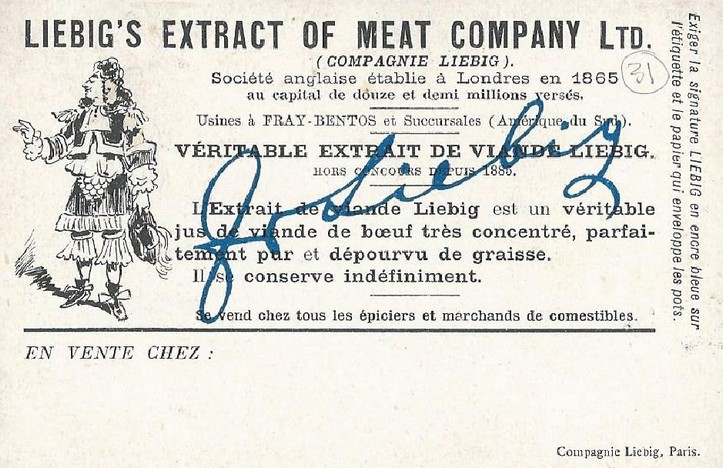 LIEBIG'S EXTRACT OF MEAT COMPANY LTD.
(COMPAGNIE LIEBIG).
Société anglaise établie à Londres en 1865
au capital de douze et demi millions versés.
31
Usines à FRAY-BENTOS et Succursales (Amérique du Sud).
VÉRITABLE EXTRAIT DE VIANDE LIEBIG.
HORS CONCOURS DEPUIS 1885.
L'Extrait de viande Liebig est un véritable
jus de viande de bœuf très concentré, parfai-
tement pur et dépourvu de graisse.
Il se conserve indéfiniment.
Se vend chez tous les épiciers et marchands de comestibles.
Liebig
EN VENTE CHEZ :
Compagnie Liebig, Paris.
Exiger la signature LIEBIG en encre bleue sur
l'étiquette et le papier qui enveloppe les pots.